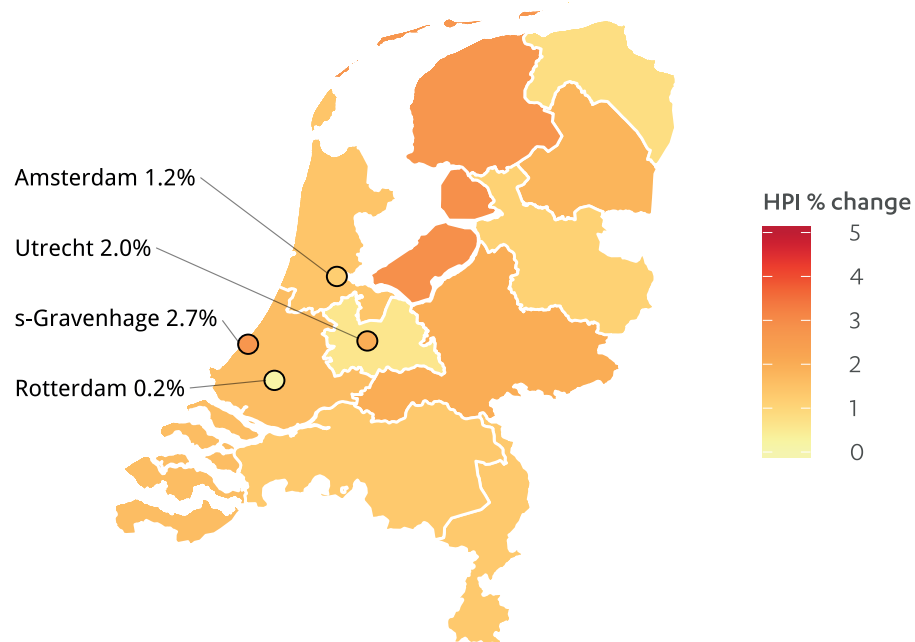 Amsterdam 1.2%
Utrecht 2.0%
s-Gravenhage 2.7%
Rotterdam 0.2%
HPI % change
5
4
3
2
1
0